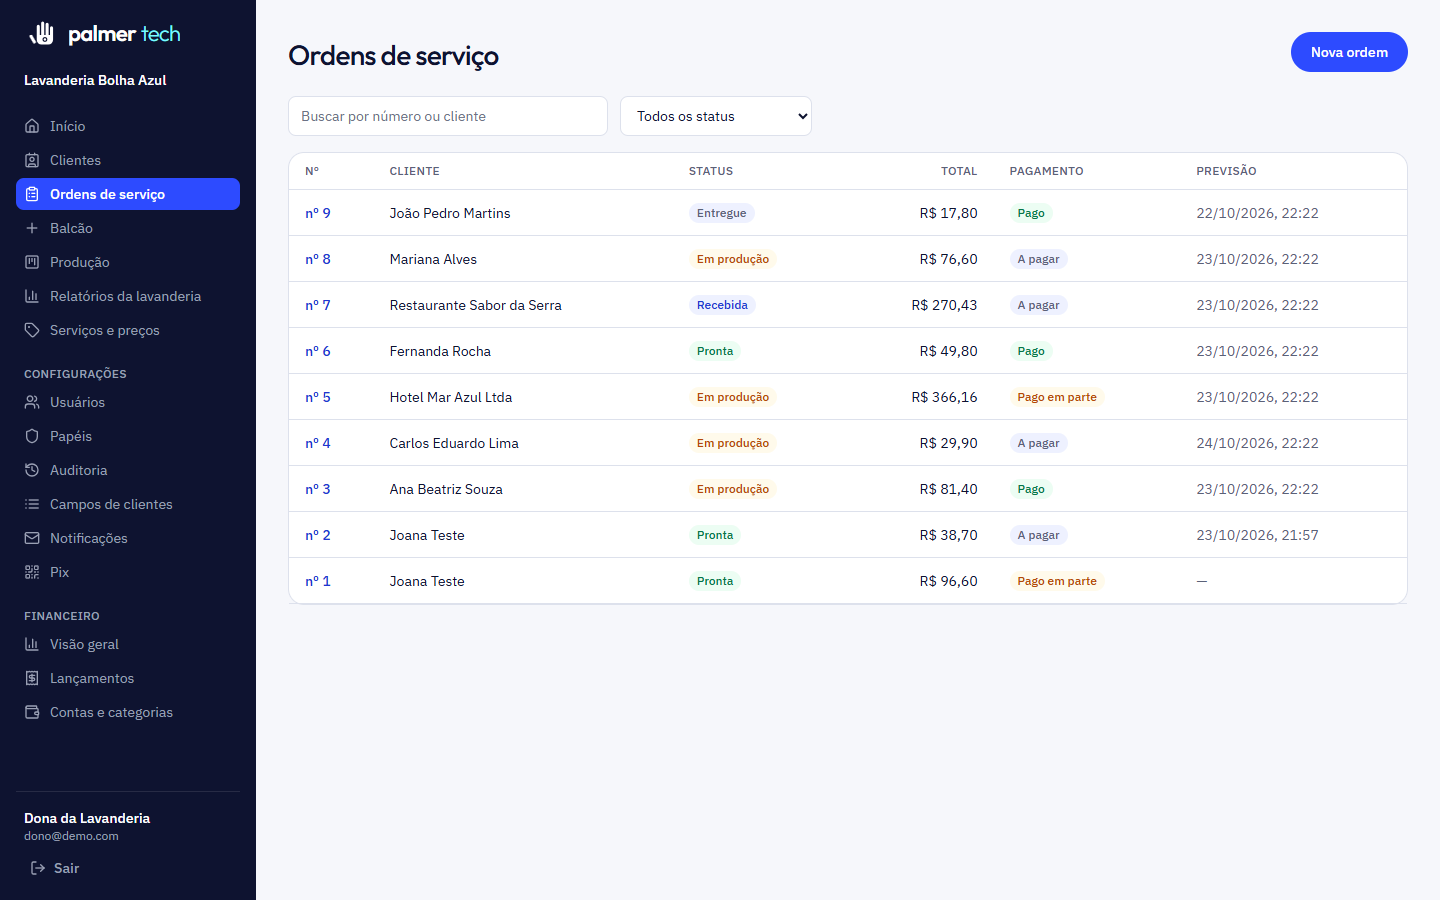 palmer tech
Lavanderia Bolha Azul
Início
Clientes
Ordens de serviço
Balcão
Produção
Relatórios da lavanderia
Serviços e preços
CONFIGURAÇÕES
Usuários
Papéis
Auditoria
Campos de clientes
Notificações
Pix
FINANCEIRO
Visão geral
Lançamentos
Contas e categorias
Dona da Lavanderia
dono@demo.com
Sair
Ordens de serviço
Nova ordem
Buscar por número ou cliente
Todos os status
Nº CLIENTE STATUS TOTAL PAGAMENTO PREVISÃO
nº 9 João Pedro Martins Entregue R$ 17,80 Pago 22/10/2026, 22:22
nº 8 Mariana Alves Em produção R$ 76,60 A pagar 23/10/2026, 22:22
nº 7 Restaurante Sabor da Serra Recebida R$ 270,43 A pagar 23/10/2026, 22:22
nº 6 Fernanda Rocha Pronta R$ 49,80 Pago 23/10/2026, 22:22
nº 5 Hotel Mar Azul Ltda Em produção R$ 366,16 Pago em parte 23/10/2026, 22:22
nº 4 Carlos Eduardo Lima Em produção R$ 29,90 A pagar 24/10/2026, 22:22
nº 3 Ana Beatriz Souza Em produção R$ 81,40 Pago 23/10/2026, 22:22
nº 2 Joana Teste Pronta R$ 38,70 A pagar 23/10/2026, 21:57
nº 1 Joana Teste Pronta R$ 96,60 Pago em parte —